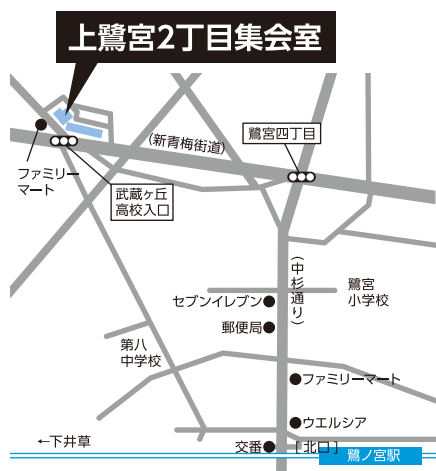 上鷺宮2丁目集会室
(新青梅街道)
鷺宮四丁目
ファミリー
マート
武蔵ヶ丘
高校入口
(中杉通り)
鷺宮
小学校
セブンイレブン
郵便局
第八
中学校
ファミリーマート
ウエルシア
←下井草
交番
[北口]
鷺ノ宮駅